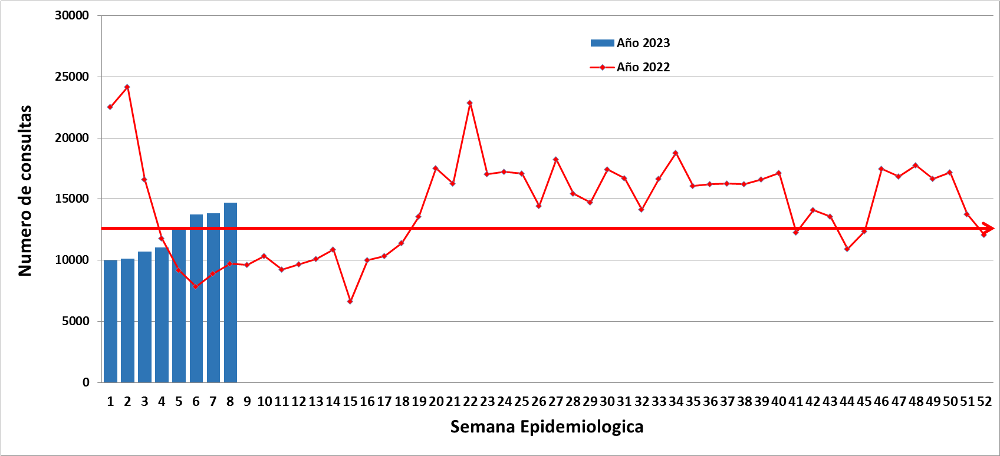 30000
25000
20000
15000
10000
5000
0
Numero de consultas
Año 2023
Año 2022
1 2 3 4 5 6 7 8 9 10 11 12 13 14 15 16 17 18 19 20 21 22 23 24 25 26 27 28 29 30 31 32 33 34 35 36 37 38 39 40 41 42 43 44 45 46 47 48 49 50 51 52
Semana Epidemiologica